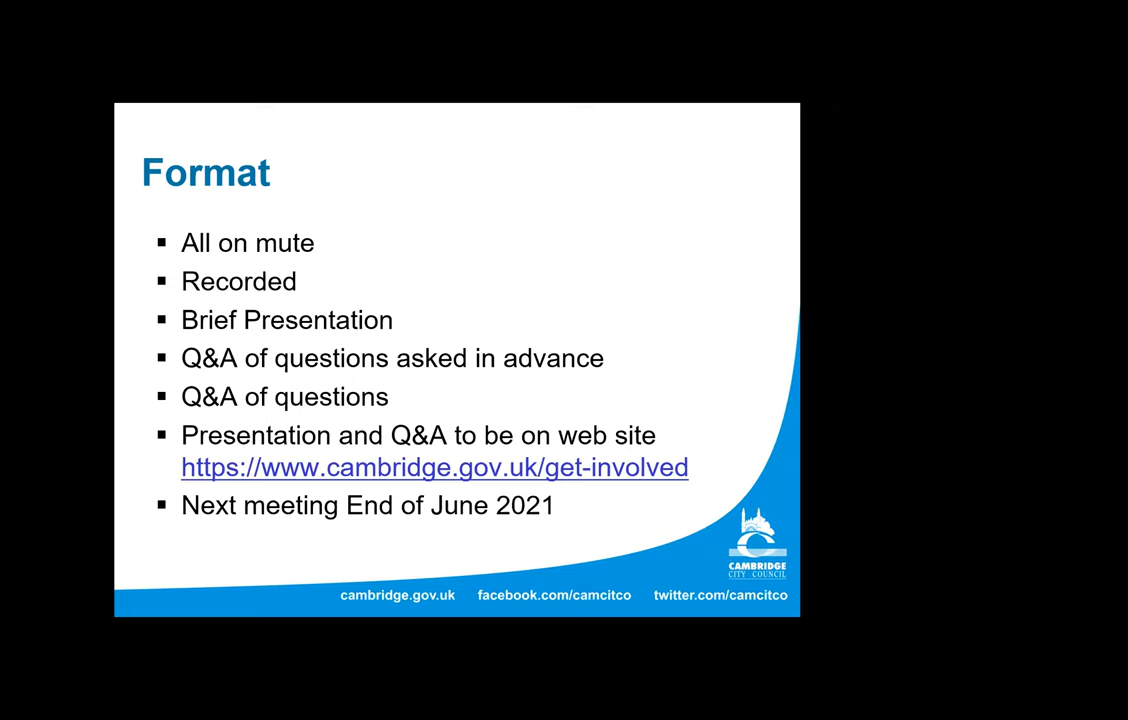 Format
▪ All on mute
▪ Recorded
▪ Brief Presentation
▪ Q&A of questions asked in advance
▪ Q&A of questions
▪ Presentation and Q&A to be on web site
https://www.cambridge.gov.uk/get-involved
▪ Next meeting End of June 2021
CAMBRIDGE
CITY COUNCIL
cambridge.gov.uk facebook.com/camcitco twitter.com/camcitco